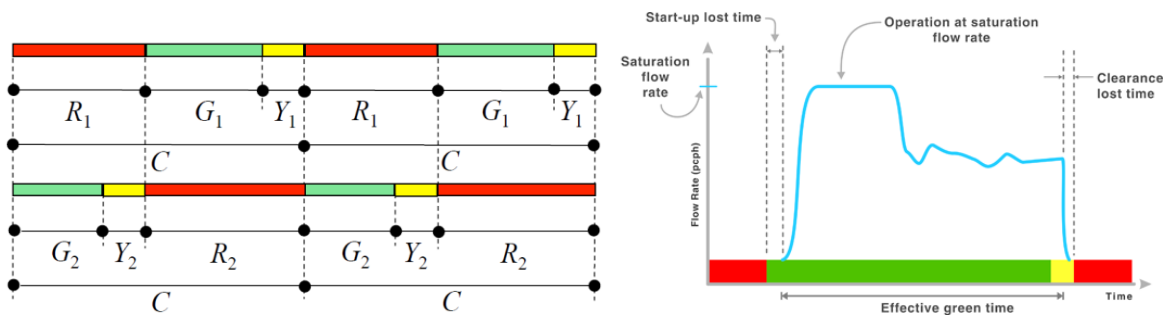 R1 G1 Y1 R1 G1 Y1
C C
G2 Y2 R2 G2 Y2 R2
C C
Start-up lost time
Operation at saturation
flow rate
Saturation
flow
rate
Clearance
lost time
Flow Rate (pcph)
Time
Effective green time